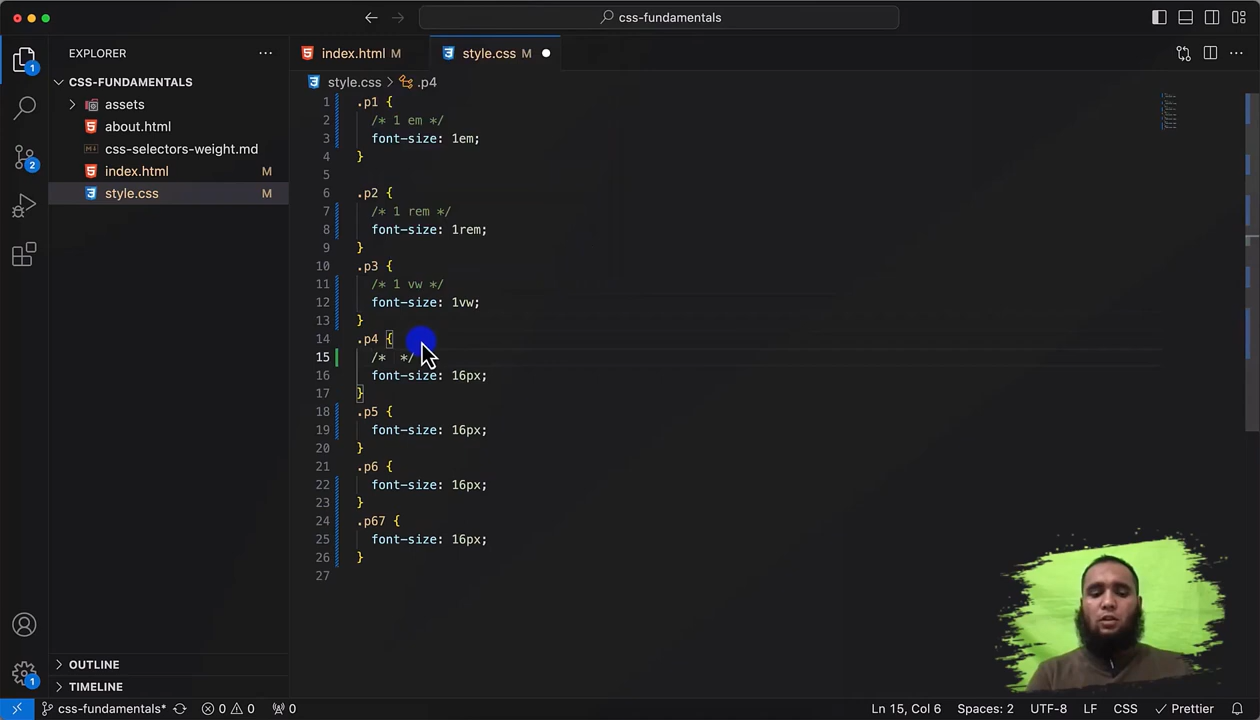 css-fundamentals
EXPLORER
index.html M
style.css M
CSS-FUNDAMENTALS
style.css > .p4
assets
about.html
css-selectors-weight.md
index.html M
style.css M
1 .p1 {
2 /* 1 em */
3 font-size: 1em;
4 }
5
6 .p2 {
7 /* 1 rem */
8 font-size: 1rem;
9 }
10 .p3 {
11 /* 1 vw */
12 font-size: 1vw;
13 }
14 .p4 {
15 /*  */
16 font-size: 16px;
17 }
18 .p5 {
19 font-size: 16px;
20 }
21 .p6 {
22 font-size: 16px;
23 }
24 .p67 {
25 font-size: 16px;
26 }
27
1
2
1
OUTLINE
TIMELINE
css-fundamentals* 0 0 0 Ln 15, Col 6 Spaces: 2 UTF-8 LF CSS Prettier